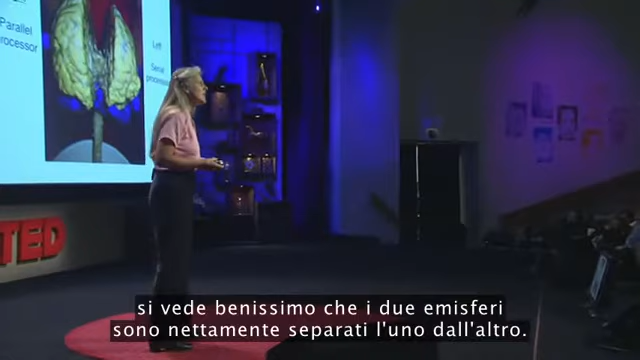 Parallel
processor
Left
Serial
processor
TED
si vede benissimo che i due emisferi
sono nettamente separati l'uno dall'altro.